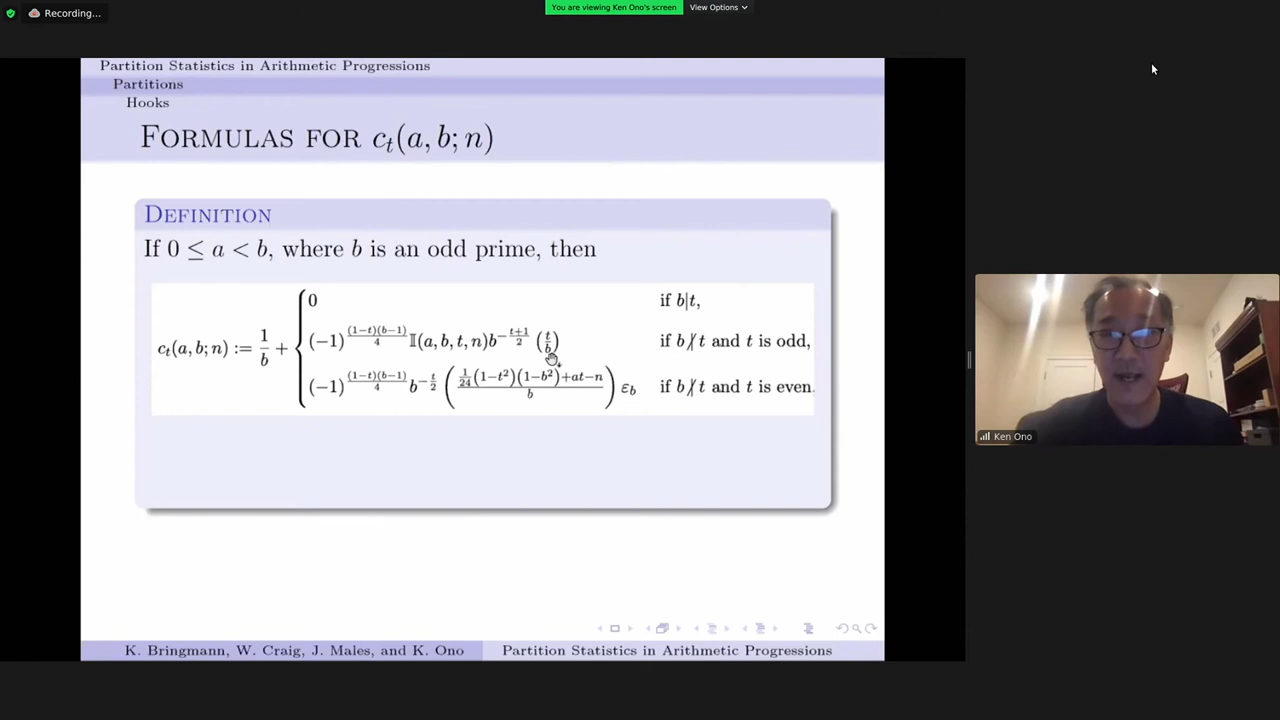 Recording...
You are viewing Ken Ono's screen
View Options
Partition Statistics in Arithmetic Progressions
Partitions
Hooks
FORMULAS FOR c_t(a, b; n)
DEFINITION
If 0 ≤ a < b, where b is an odd prime, then
c_t(a, b; n) := 1/b + {
0 if b|t,
(−1)^{(1−t)(b−1)/4} 𝕀(a, b, t, n)b^{−(t+1)/2} (t/b) if b∤t and t is odd,
(−1)^{(1−t)(b−1)/4} b^{−t/2} ((1/24 (1−t²)(1−b²)+at−n)/b) ε_b if b∤t and t is even.
Ken Ono
K. Bringmann, W. Craig, J. Males, and K. Ono
Partition Statistics in Arithmetic Progressions